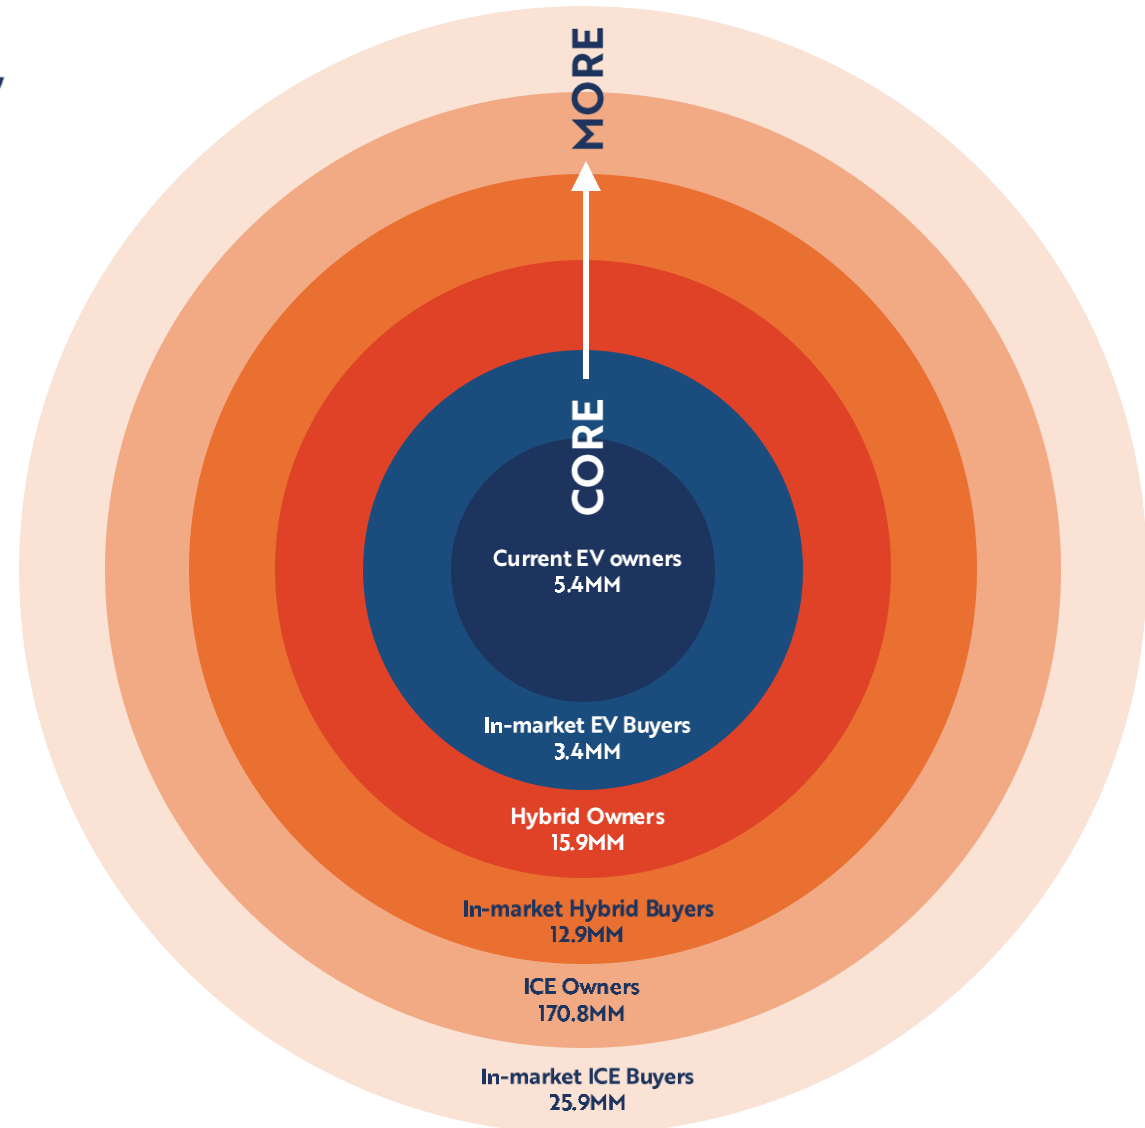 MORE
CORE
Current EV owners
5.4MM
In-market EV Buyers
3.4MM
Hybrid Owners
15.9MM
In-market Hybrid Buyers
12.9MM
ICE Owners
170.8MM
In-market ICE Buyers
25.9MM